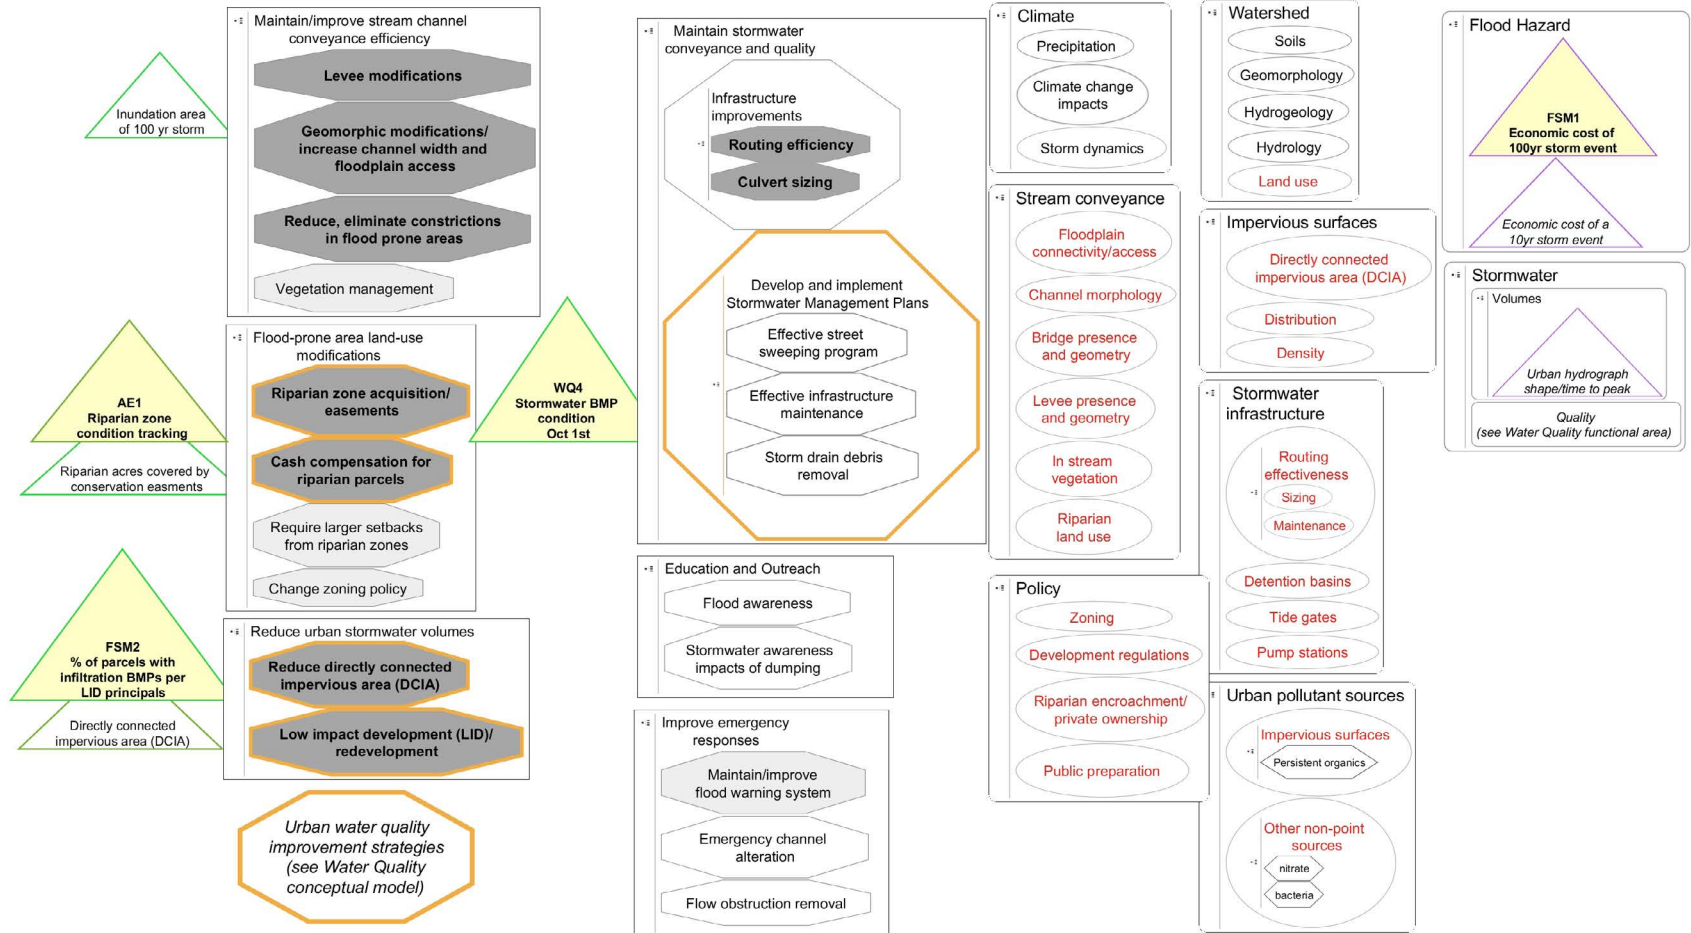 Maintain/improve stream channel
conveyance efficiency
Levee modifications
Geomorphic modifications/
increase channel width and
floodplain access
Reduce, eliminate constrictions
in flood prone areas
Vegetation management
Inundation area
of 100 yr storm
Flood-prone area land-use
modifications
Riparian zone acquisition/
easements
Cash compensation for
riparian parcels
Require larger setbacks
from riparian zones
Change zoning policy
AE1
Riparian zone
condition tracking
Riparian acres covered by
conservation easments
FSM2
% of parcels with
infiltration BMPs per
LID principals
Directly connected
impervious area (DCIA)
Reduce urban stormwater volumes
Reduce directly connected
impervious area (DCIA)
Low impact development (LID)/
redevelopment
Urban water quality
improvement strategies
(see Water Quality
conceptual model)
WQ4
Stormwater BMP
condition
Oct 1st
Maintain stormwater
conveyance and quality
Infrastructure
improvements
Routing efficiency
Culvert sizing
Develop and implement
Stormwater Management Plans
Effective street
sweeping program
Effective infrastructure
maintenance
Storm drain debris
removal
Education and Outreach
Flood awareness
Stormwater awareness
impacts of dumping
Improve emergency
responses
Maintain/improve
flood warning system
Emergency channel
alteration
Flow obstruction removal
Climate
Precipitation
Climate change
impacts
Storm dynamics
Stream conveyance
Floodplain
connectivity/access
Channel morphology
Bridge presence
and geometry
Levee presence
and geometry
In stream
vegetation
Riparian
land use
Policy
Zoning
Development regulations
Riparian encroachment/
private ownership
Public preparation
Watershed
Soils
Geomorphology
Hydrogeology
Hydrology
Land use
Impervious surfaces
Directly connected
impervious area (DCIA)
Distribution
Density
Stormwater
infrastructure
Routing
effectiveness
Sizing
Maintenance
Detention basins
Tide gates
Pump stations
Urban pollutant sources
Impervious surfaces
Persistent organics
Other non-point
sources
nitrate
bacteria
Flood Hazard
FSM1
Economic cost of
100yr storm event
Economic cost of a
10yr storm event
Stormwater
Volumes
Urban hydrograph
shape/time to peak
Quality
(see Water Quality functional area)